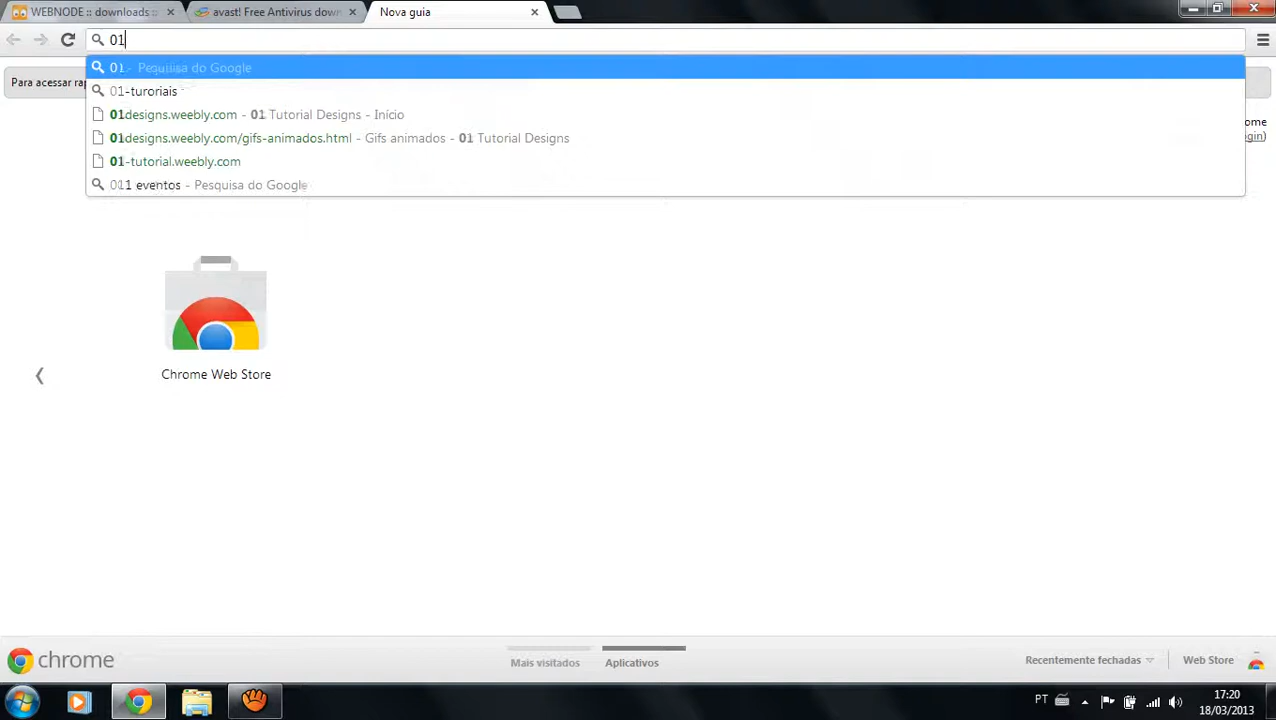 WEBNODE :: downloads ::
avast! Free Antivirus down
Nova guia
01
Para acessar rap
01 - Pesquisa do Google
01-turoriais
01designs.weebly.com - 01 Tutorial Designs - Início
01designs.weebly.com/gifs-animados.html - Gifs animados - 01 Tutorial Designs
01-tutorial.weebly.com
011 eventos - Pesquisa do Google
ome
ogin)
Chrome Web Store
chrome
Mais visitados
Aplicativos
Recentemente fechadas
Web Store
PT
17:20
18/03/2013